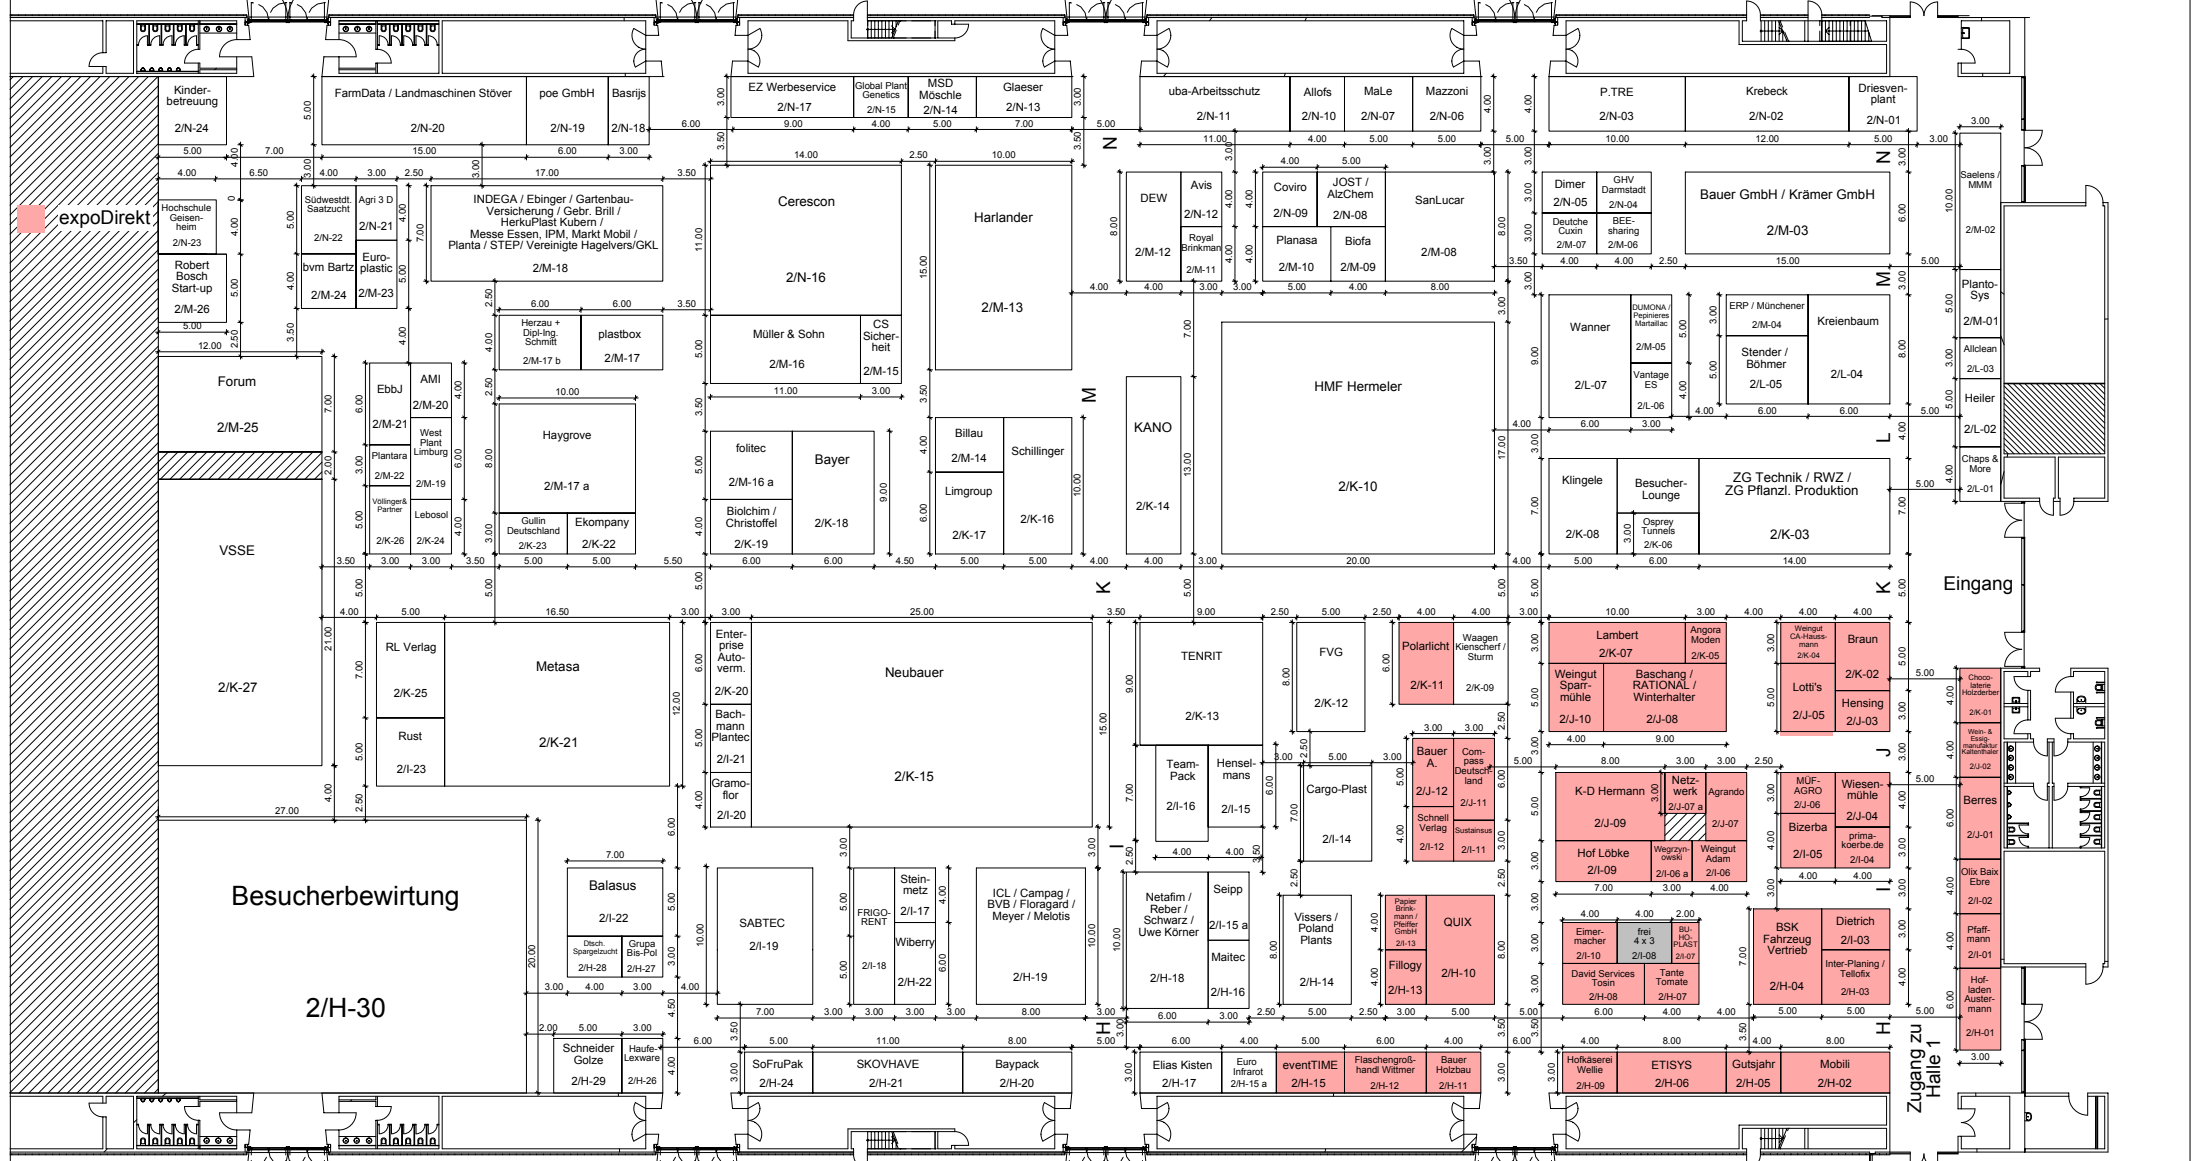 Kinder-
betreuung
2/N-24
FarmData / Landmaschinen Stöver
2/N-20
poe GmbH
2/N-19
Basrijs
2/N-18
EZ Werbeservice
2/N-17
Global Plant
Genetics
2/N-15
MSD
Möschle
2/N-14
Glaeser
2/N-13
uba-Arbeitsschutz
2/N-11
Allofs
2/N-10
MaLe
2/N-07
Mazzoni
2/N-06
P.TRE
2/N-03
Krebeck
2/N-02
Driesven-
plant
2/N-01
expoDirekt
Hochschule
Geisen-
heim
2/N-23
Robert
Bosch
Start-up
2/M-26
Südwestdt.
Saatzucht
2/N-22
Agri 3 D
2/N-21
bvm Bartz
2/M-24
Euro-
plastic
2/M-23
INDEGA / Ebinger / Gartenbau-
Versicherung / Gebr. Brill /
HerkuPlast Kubern /
Messe Essen, IPM, Markt Mobil /
Planta / STEP/ Vereinigte Hagelvers/GKL
2/M-18
Cerescon
2/N-16
Harlander
2/M-13
DEW
2/M-12
Avis
2/N-12
Royal
Brinkman
2/M-11
Coviro
2/N-09
JOST /
AlzChem
2/N-08
Planasa
2/M-10
Biofa
2/M-09
SanLucar
2/M-08
Dimer
2/N-05
GHV
Darmstadt
2/N-04
Deutche
Cuxin
2/M-07
BEE-
sharing
2/M-06
Bauer GmbH / Krämer GmbH
2/M-03
Saelens /
MMM
2/M-02
Planto-
Sys
2/M-01
Allclean
2/L-03
Heiler
2/L-02
Chaps &
More
2/L-01
Herzau +
Dipl-Ing.
Schmitt
2/M-17 b
plastbox
2/M-17
Müller & Sohn
2/M-16
CS
Sicher-
heit
2/M-15
Wanner
2/L-07
DUMONA /
Pepinieres
Martaillac
2/M-05
Vantage
ES
2/L-06
ERP / Münchener
2/M-04
Stender /
Böhmer
2/L-05
Kreienbaum
2/L-04
Forum
2/M-25
EbbJ
2/M-21
AMI
2/M-20
Plantara
2/M-22
West
Plant
Limburg
2/M-19
Völlinger&
Partner
2/K-26
Lebosol
2/K-24
Haygrove
2/M-17 a
Gullin
Deutschland
2/K-23
Ekompany
2/K-22
folitec
2/M-16 a
Biolchim /
Christoffel
2/K-19
Bayer
2/K-18
Billau
2/M-14
Limgroup
2/K-17
Schillinger
2/K-16
KANO
2/K-14
HMF Hermeler
2/K-10
Klingele
2/K-08
Besucher-
Lounge
Osprey
Tunnels
2/K-06
ZG Technik / RWZ /
ZG Pflanzl. Produktion
2/K-03
Eingang
VSSE
2/K-27
RL Verlag
2/K-25
Rust
2/I-23
Metasa
2/K-21
Enter-
prise
Auto-
verm.
2/K-20
Bach-
mann
Plantec
2/I-21
Gramo-
flor
2/I-20
Neubauer
2/K-15
TENRIT
2/K-13
Team-
Pack
2/I-16
Hensel-
mans
2/I-15
FVG
2/K-12
Cargo-Plast
2/I-14
Polarlicht
2/K-11
Waagen
Kienscherf /
Sturm
2/K-09
Bauer
A.
2/J-12
Com-
pass
Deutsch-
land
2/J-11
Schnell
Verlag
2/I-12
Sustainsus
2/I-11
Lambert
2/K-07
Angora
Moden
2/K-05
Weingut
Sparr-
mühle
2/J-10
Baschang /
RATIONAL /
Winterhalter
2/J-08
Weingut
CA-Hauss-
mann
2/K-04
Braun
2/K-02
Lotti's
2/J-05
Hensing
2/J-03
K-D Hermann
2/J-09
Netz-
werk
2/J-07 a
Agrando
2/J-07
Hof Löbke
2/I-09
Wegrzyn-
owski
2/I-06 a
Weingut
Adam
2/I-06
MÜF-
AGRO
2/J-06
Wiesen-
mühle
2/J-04
Bizerba
2/I-05
prima-
koerbe.de
2/I-04
Choco-
laterie
Holzderber
2/K-01
Wein- &
Essig-
manufaktur
Kaltenthaler
2/J-02
Berres
2/J-01
Olix Baix
Ebre
2/I-02
Pfaff-
mann
2/I-01
Hof-
laden
Auster-
mann
2/H-01
Besucherbewirtung
2/H-30
Balasus
2/I-22
Dtsch.
Spargelzucht
2/H-28
Grupa
Bis-Pol
2/H-27
Schneider
Golze
2/H-29
Haufe-
Lexware
2/H-26
SABTEC
2/I-19
FRIGO-
RENT
2/I-18
Stein-
metz
2/I-17
Wiberry
2/H-22
ICL / Campag /
BVB / Floragard /
Meyer / Melotis
2/H-19
Netafim /
Reber /
Schwarz /
Uwe Körner
2/H-18
Seipp
2/I-15 a
Maitec
2/H-16
Vissers /
Poland
Plants
2/H-14
Papier
Brink-
mann /
Pfeiffer
GmbH
2/I-13
Fillogy
2/H-13
QUIX
2/H-10
Eimer-
macher
2/I-10
frei
4 x 3
2/I-08
BU-
HO-
PLAST
2/I-07
David Services
Tosin
2/H-08
Tante
Tomate
2/H-07
BSK
Fahrzeug
Vertrieb
2/H-04
Dietrich
2/I-03
Inter-Planing /
Tellofix
2/H-03
SoFruPak
2/H-24
SKOVHAVE
2/H-21
Baypack
2/H-20
Elias Kisten
2/H-17
Euro
Infrarot
2/H-15 a
eventTIME
2/H-15
Flaschengroß-
handl Wittmer
2/H-12
Bauer
Holzbau
2/H-11
Hofkäserei
Wellie
2/H-09
ETISYS
2/H-06
Gutsjahr
2/H-05
Mobili
2/H-02
Zugang zu
Halle 1
N
M
K
I
H
N
M
L
K
J
I
H